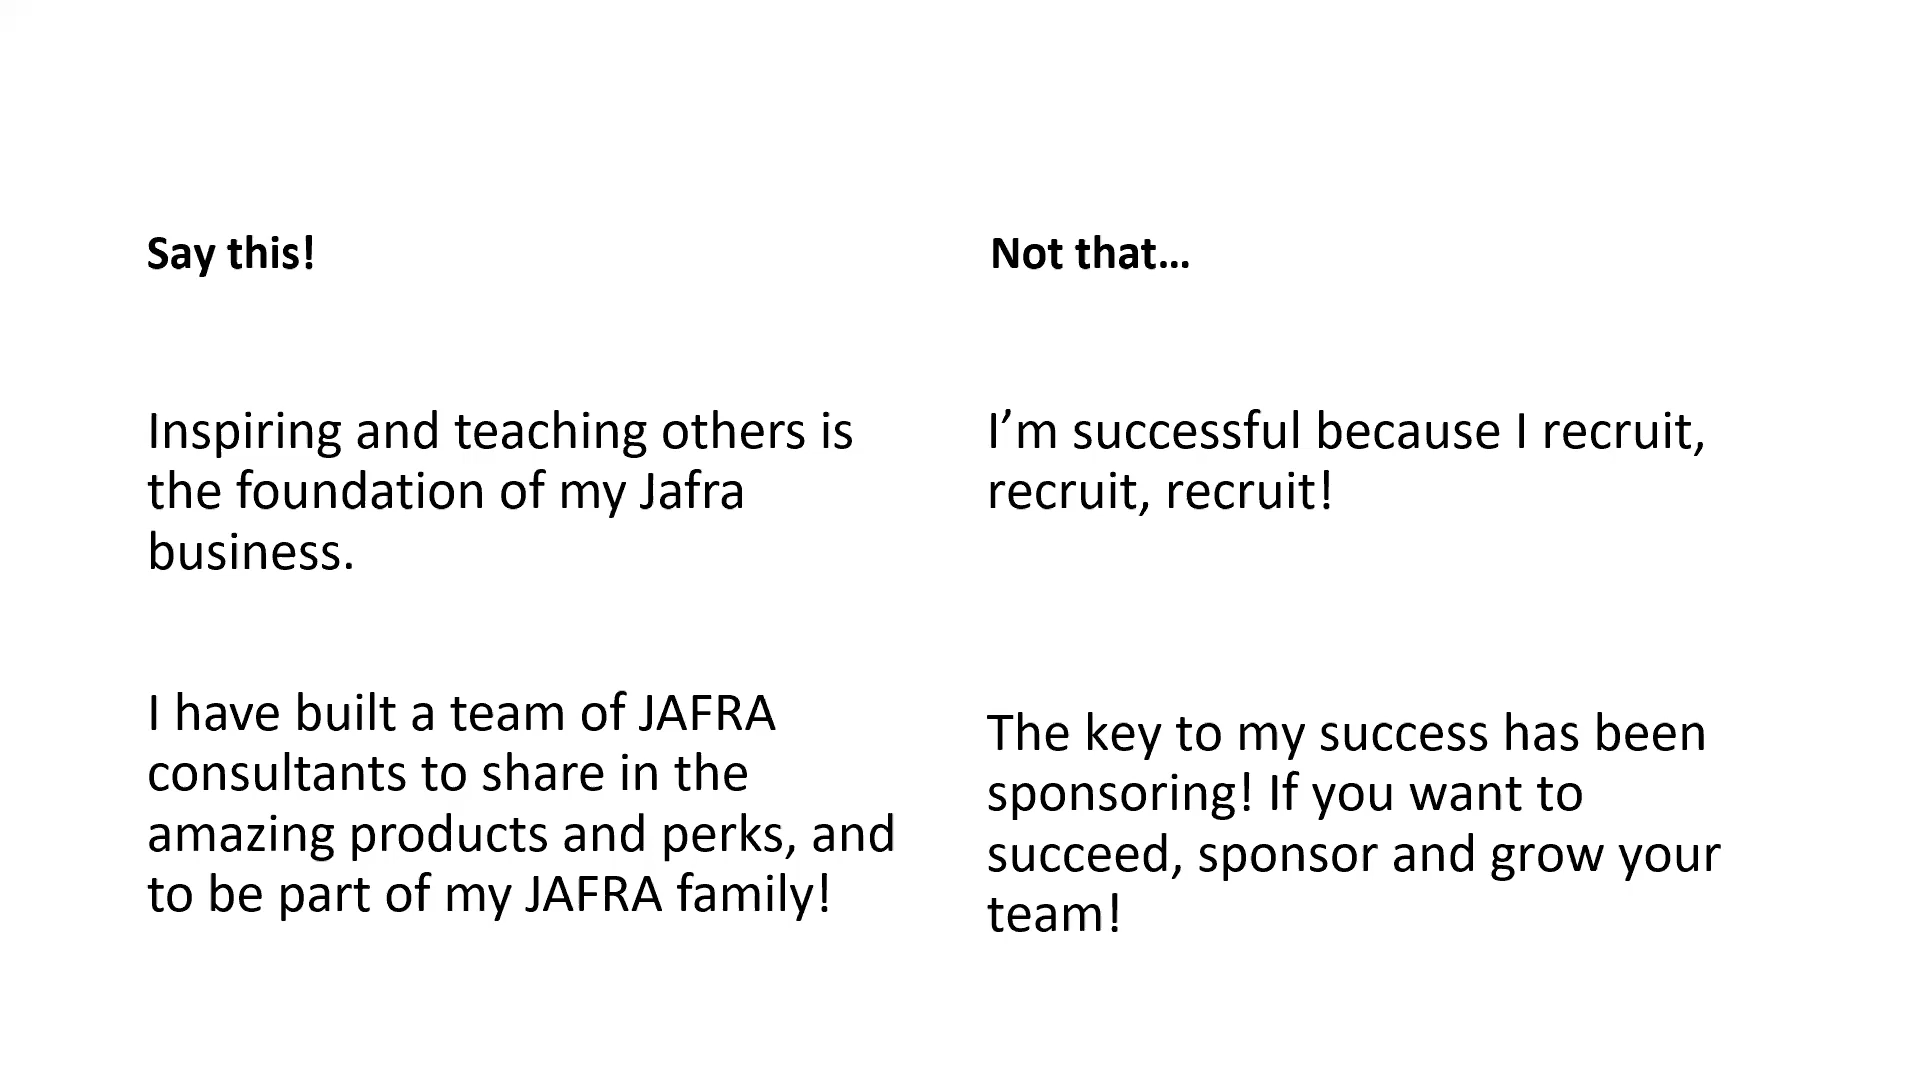 Say this!
Not that…
Inspiring and teaching others is
the foundation of my Jafra
business.
I’m successful because I recruit,
recruit, recruit!
I have built a team of JAFRA
consultants to share in the
amazing products and perks, and
to be part of my JAFRA family!
The key to my success has been
sponsoring! If you want to
succeed, sponsor and grow your
team!